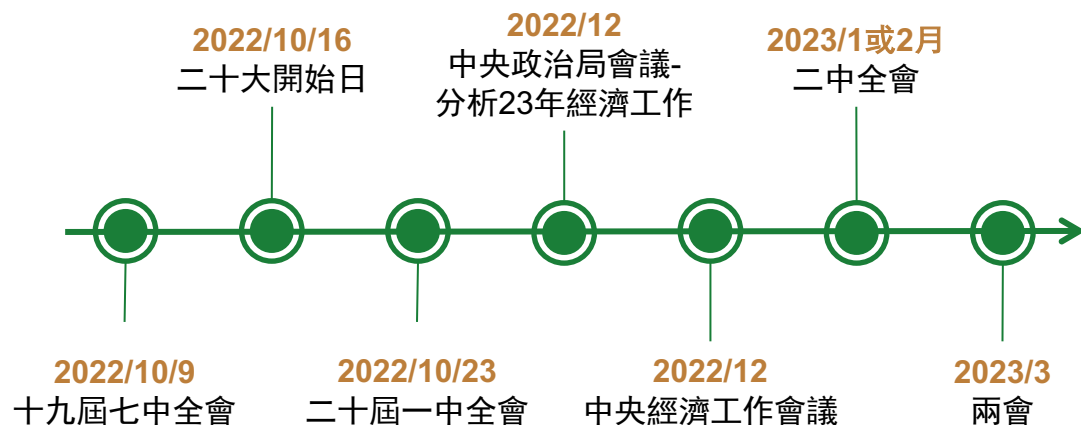 2022/10/16
二十大開始日
2022/12
中央政治局會議-
分析23年經濟工作
2023/1或2月
二中全會
2022/10/9
十九屆七中全會
2022/10/23
二十屆一中全會
2022/12
中央經濟工作會議
2023/3
兩會